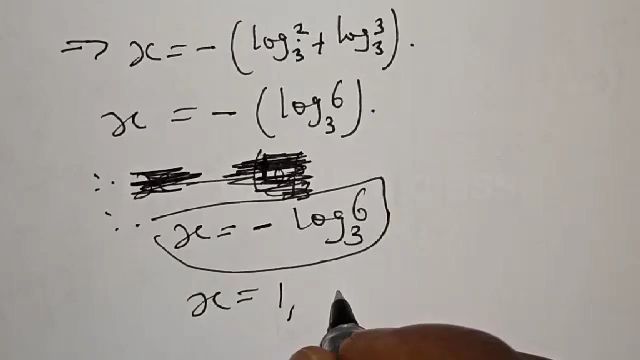 ⇒ x = - (log₃2 + log₃3).
x = - (log₃6).
∴
∴ x = - log₃6
x = 1,